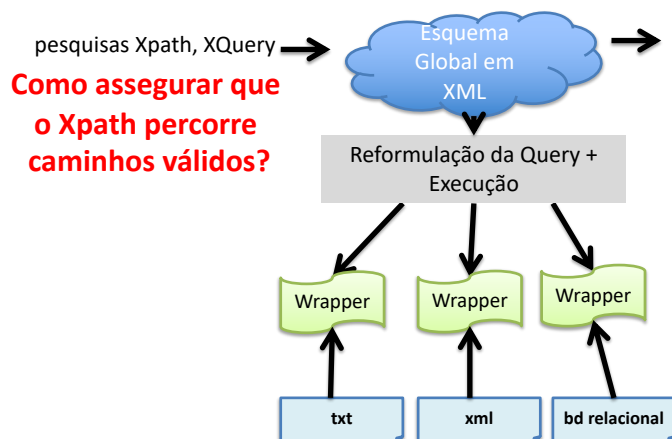 pesquisas Xpath, XQuery
Como assegurar que
o Xpath percorre
caminhos válidos?
Esquema
Global em
XML
Reformulação da Query +
Execução
Wrapper
Wrapper
Wrapper
txt
xml
bd relacional